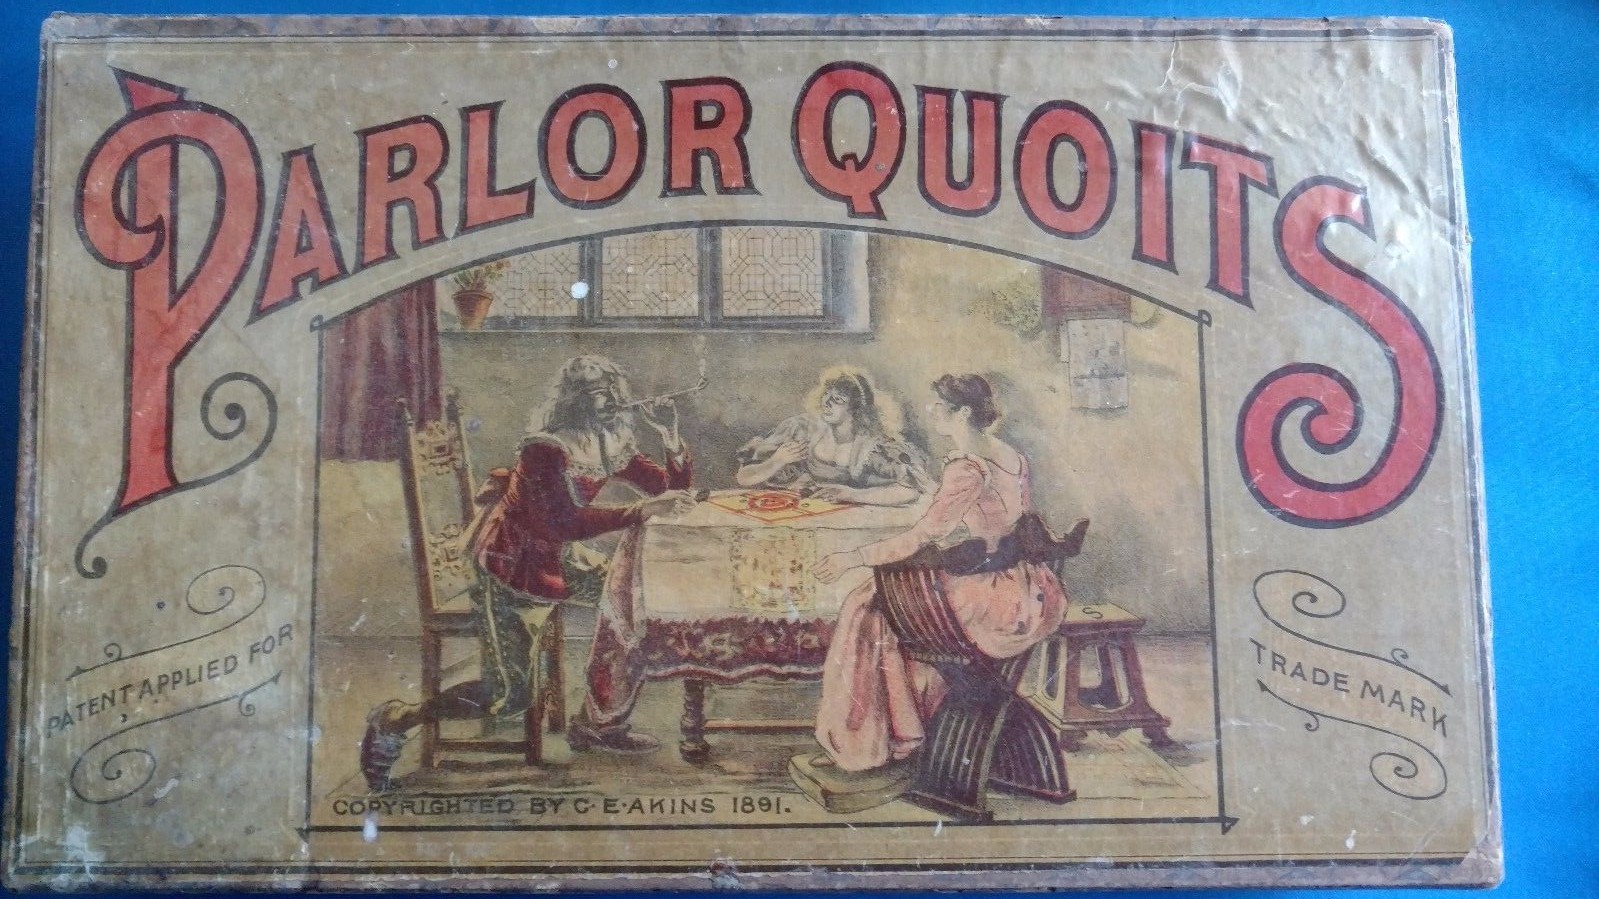 PARLOR QUOITS
PATENT APPLIED FOR
TRADE MARK
COPYRIGHTED BY C.E.AKINS 1891.